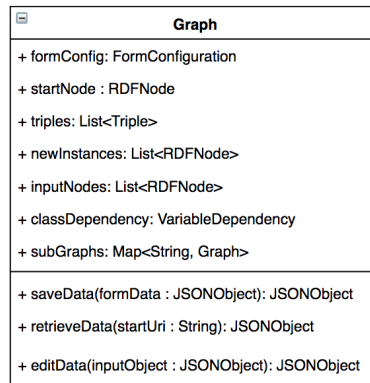 Graph
+ formConfig: FormConfiguration
+ startNode : RDFNode
+ triples: List<Triple>
+ newInstances: List<RDFNode>
+ inputNodes: List<RDFNode>
+ classDependency: VariableDependency
+ subGraphs: Map<String, Graph>
+ saveData(formData : JSONObject): JSONObject
+ retrieveData(startUri : String): JSONObject
+ editData(inputObject : JSONObject): JSONObject